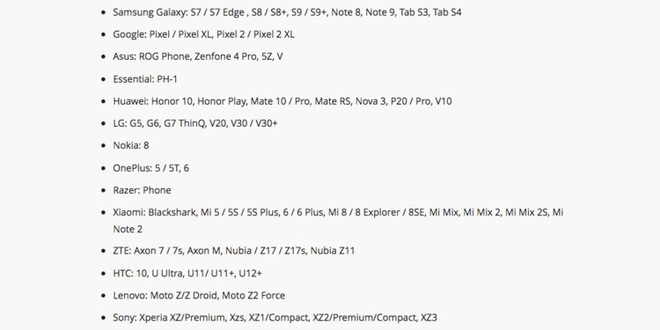 Samsung Galaxy: S7 / S7 Edge , S8 / S8+, S9 / S9+, Note 8, Note 9, Tab S3, Tab S4
Google: Pixel / Pixel XL, Pixel 2 / Pixel 2 XL
Asus: ROG Phone, Zenfone 4 Pro, 5Z, V
Essential: PH-1
Huawei: Honor 10, Honor Play, Mate 10 / Pro, Mate RS, Nova 3, P20 / Pro, V10
LG: G5, G6, G7 ThinQ, V20, V30 / V30+
Nokia: 8
OnePlus: 5 / 5T, 6
Razer: Phone
Xiaomi: Blackshark, Mi 5 / 5S / 5S Plus, 6 / 6 Plus, Mi 8 / 8 Explorer / 8SE, Mi Mix, Mi Mix 2, Mi Mix 2S, Mi
Note 2
ZTE: Axon 7 / 7s, Axon M, Nubia / Z17 / Z17s, Nubia Z11
HTC: 10, U Ultra, U11/ U11+, U12+
Lenovo: Moto Z/Z Droid, Moto Z2 Force
Sony: Xperia XZ/Premium, Xzs, XZ1/Compact, XZ2/Premium/Compact, XZ3